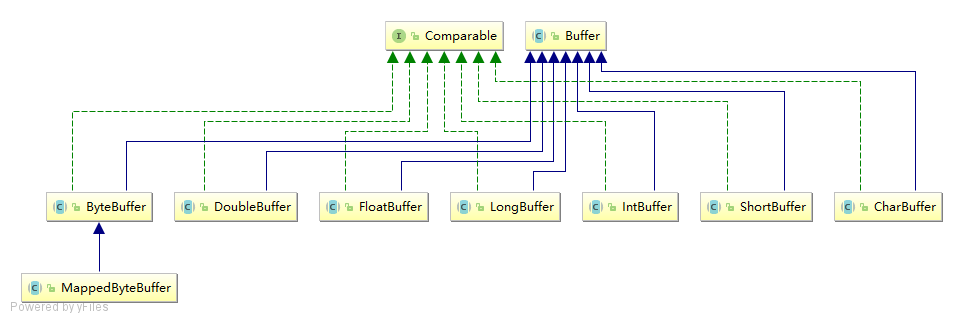 I Comparable
C Buffer
C ByteBuffer
C DoubleBuffer
C FloatBuffer
C LongBuffer
C IntBuffer
C ShortBuffer
C CharBuffer
C MappedByteBuffer
Powered by yFiles